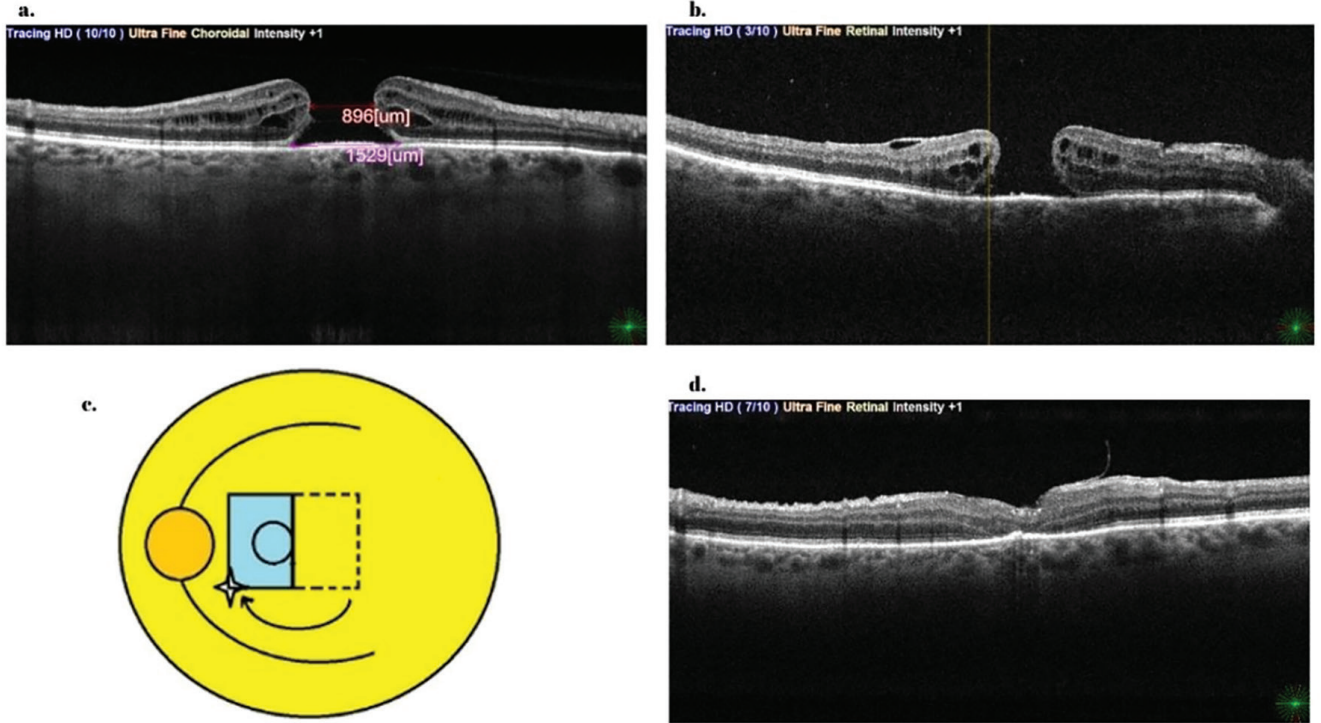 a.
Tracing HD ( 10/10 ) Ultra Fine Choroidal Intensity +1
896[um]
1529[um]
b.
Tracing HD ( 3/10 ) Ultra Fine Retinal Intensity +1
c.
d.
Tracing HD ( 7/10 ) Ultra Fine Retinal Intensity +1